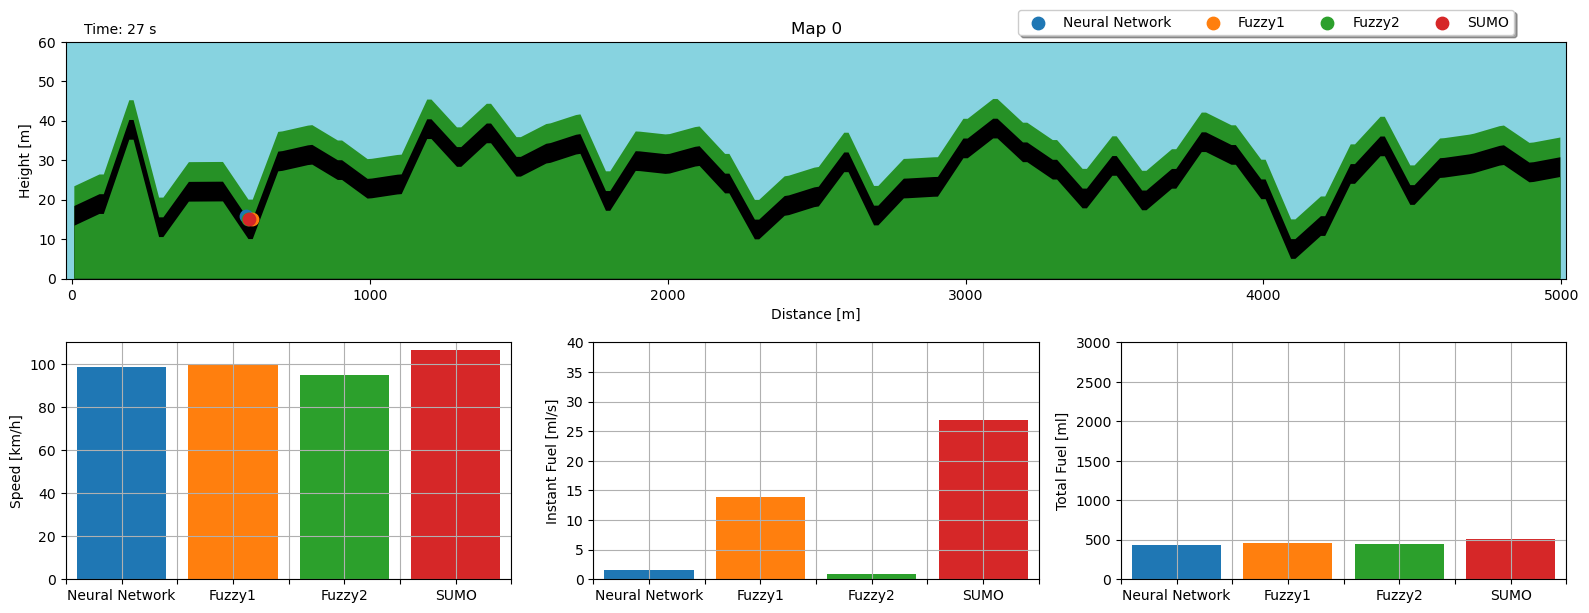 Time: 27 s
Map 0
Neural Network Fuzzy1 Fuzzy2 SUMO
Height [m]
60
50
40
30
20
10
0
0 1000 2000 3000 4000 5000
Distance [m]
Speed [km/h]
100
80
60
40
20
0
Neural Network Fuzzy1 Fuzzy2 SUMO
Instant Fuel [ml/s]
40
35
30
25
20
15
10
5
0
Neural Network Fuzzy1 Fuzzy2 SUMO
Total Fuel [ml]
3000
2500
2000
1500
1000
500
0
Neural Network Fuzzy1 Fuzzy2 SUMO